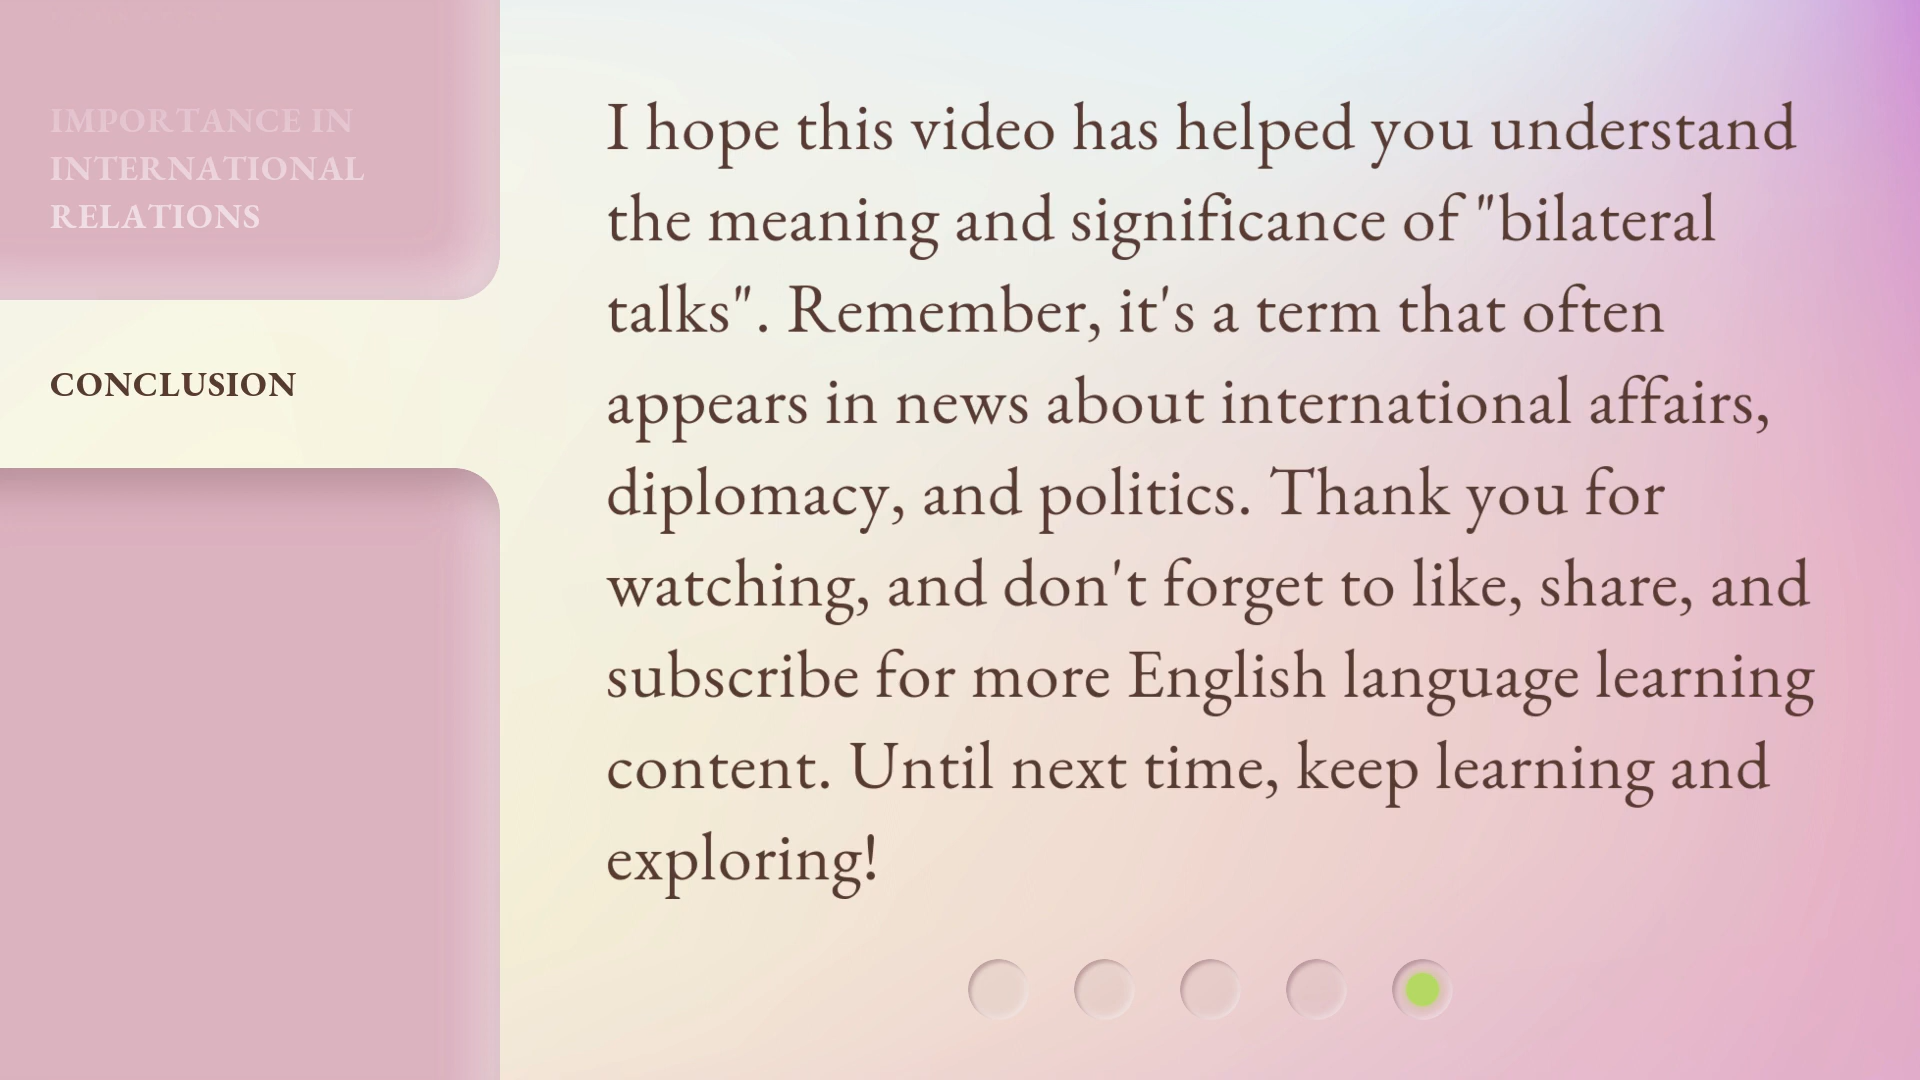 IMPORTANCE IN
INTERNATIONAL
RELATIONS
CONCLUSION
I hope this video has helped you understand
the meaning and significance of "bilateral
talks". Remember, it's a term that often
appears in news about international affairs,
diplomacy, and politics. Thank you for
watching, and don't forget to like, share, and
subscribe for more English language learning
content. Until next time, keep learning and
exploring!